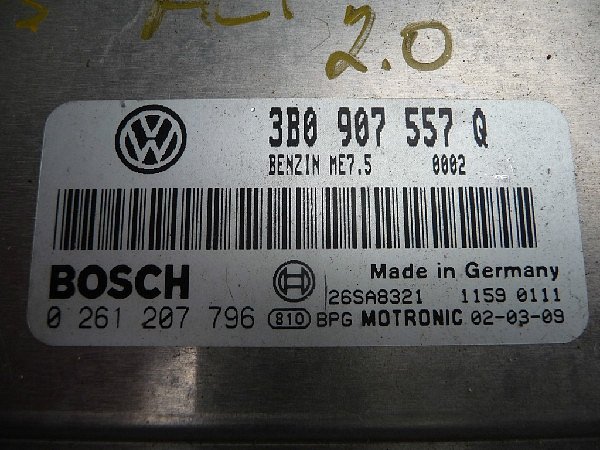 2.0
3B0 907 557 Q
BENZIN ME7.5 0002
BOSCH
Made in Germany
26SA8321 1159 0111
0 261 207 796 810 BPG MOTRONIC 02-03-09